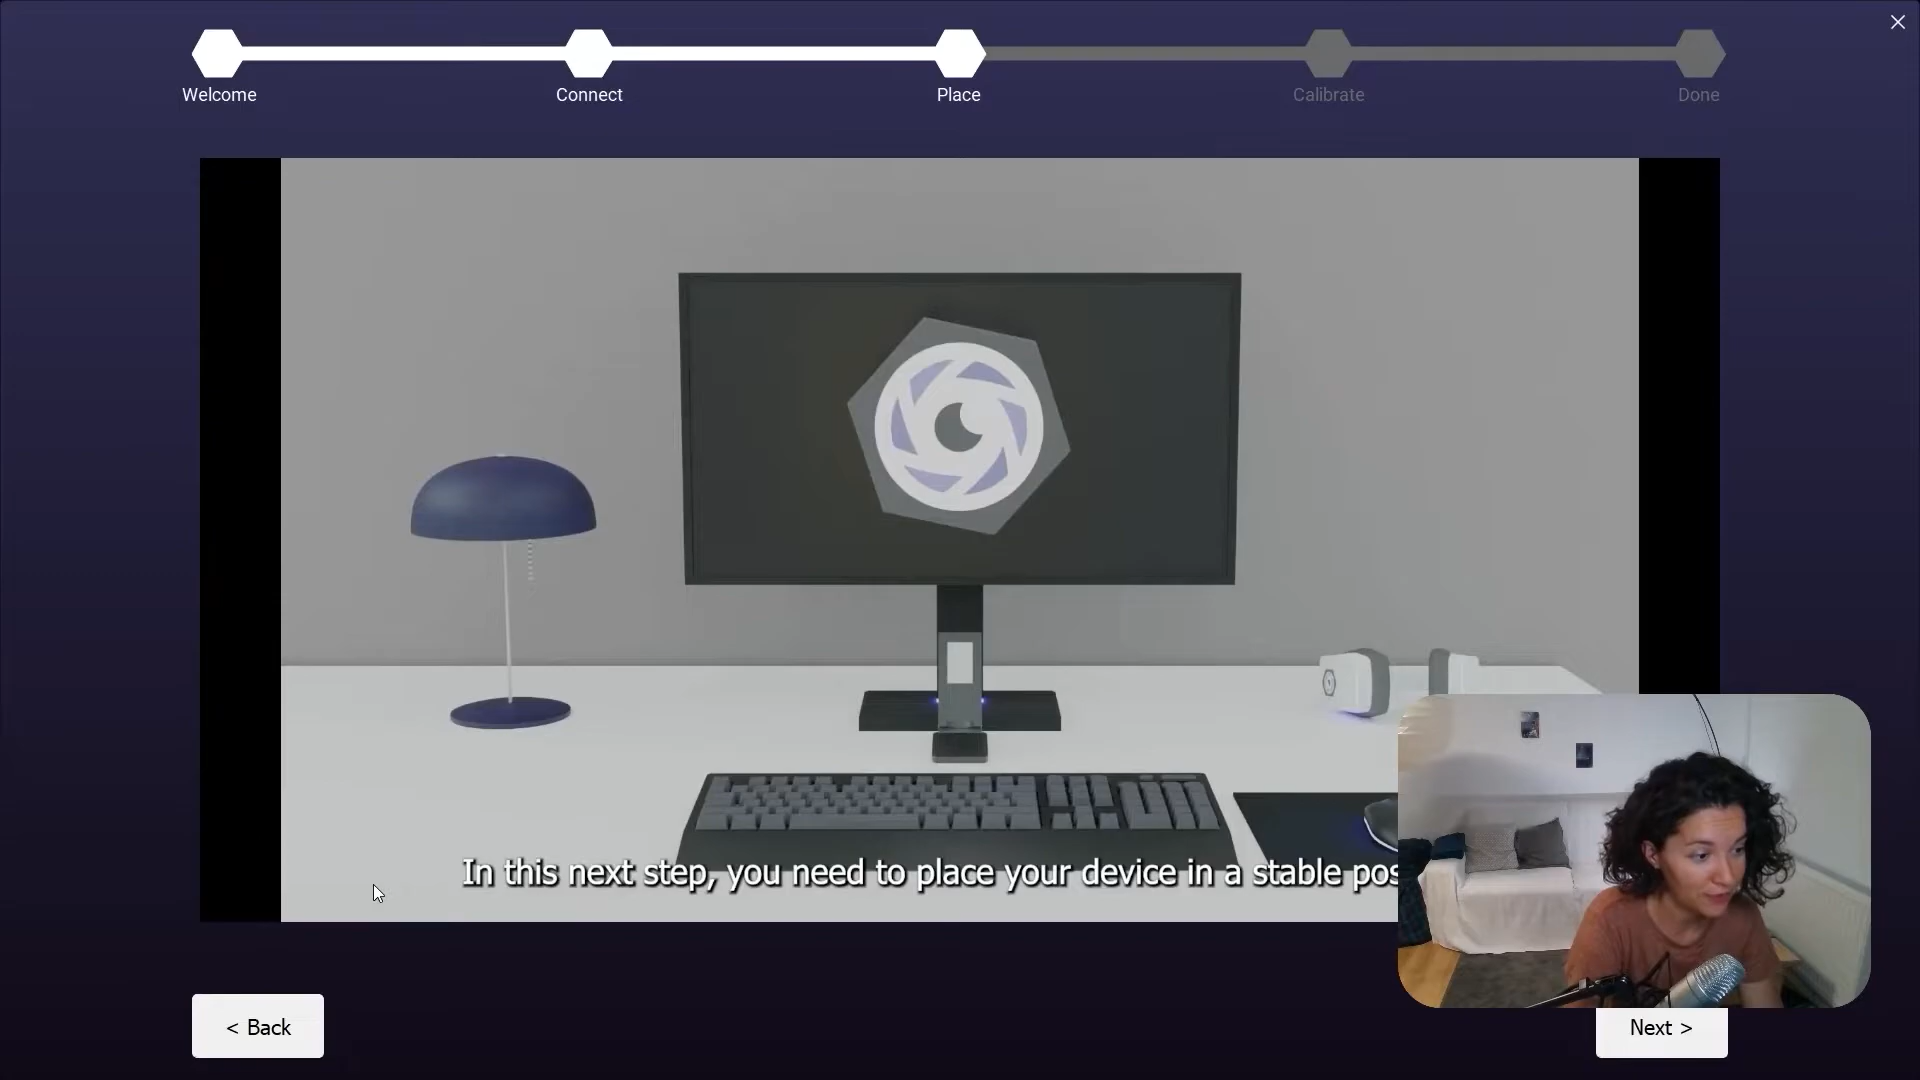 Welcome
Connect
Place
Calibrate
Done
In this next step, you need to place your device in a stable pos
< Back
Next >